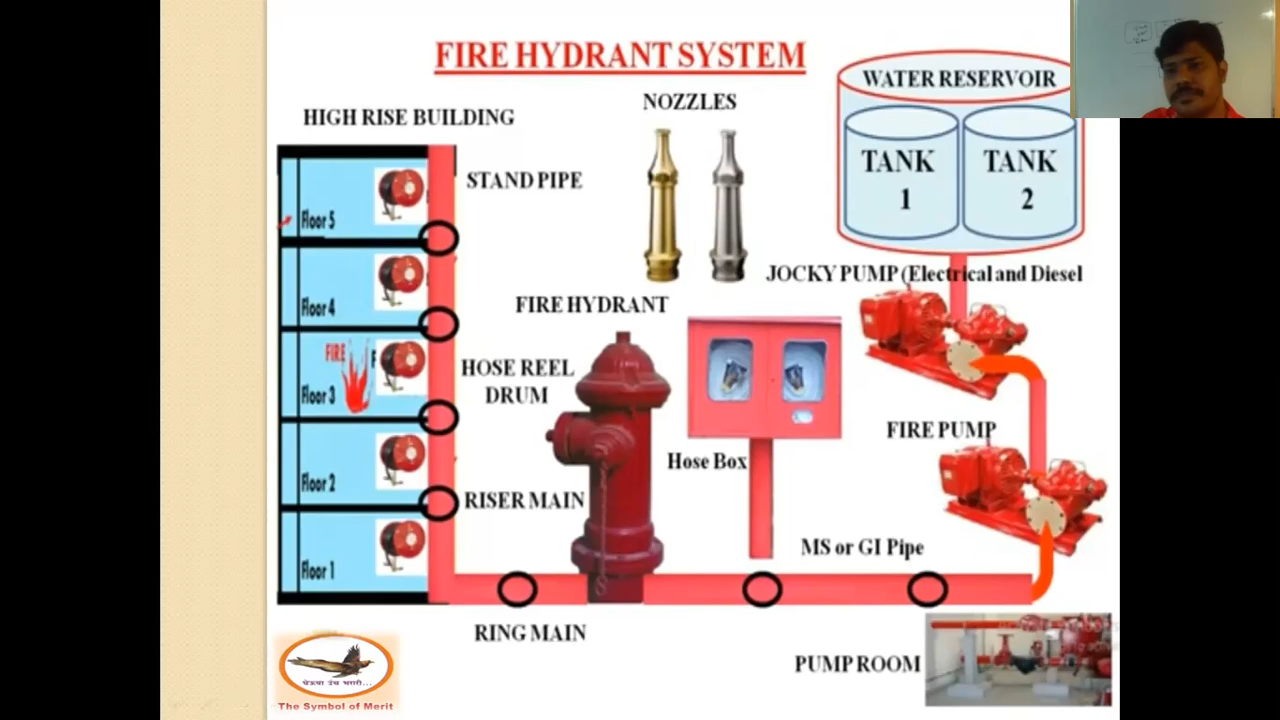 FIRE HYDRANT SYSTEM
WATER RESERVOIR
NOZZLES
HIGH RISE BUILDING
TANK
1
TANK
2
STAND PIPE
Floor 5
JOCKY PUMP (Electrical and Diesel
Floor 4
FIRE HYDRANT
FIRE
HOSE REEL
DRUM
Floor 3
FIRE PUMP
Hose Box
Floor 2
RISER MAIN
MS or GI Pipe
Floor 1
RING MAIN
PUMP ROOM
घेऊया उंच भरारी...
The Symbol of Merit